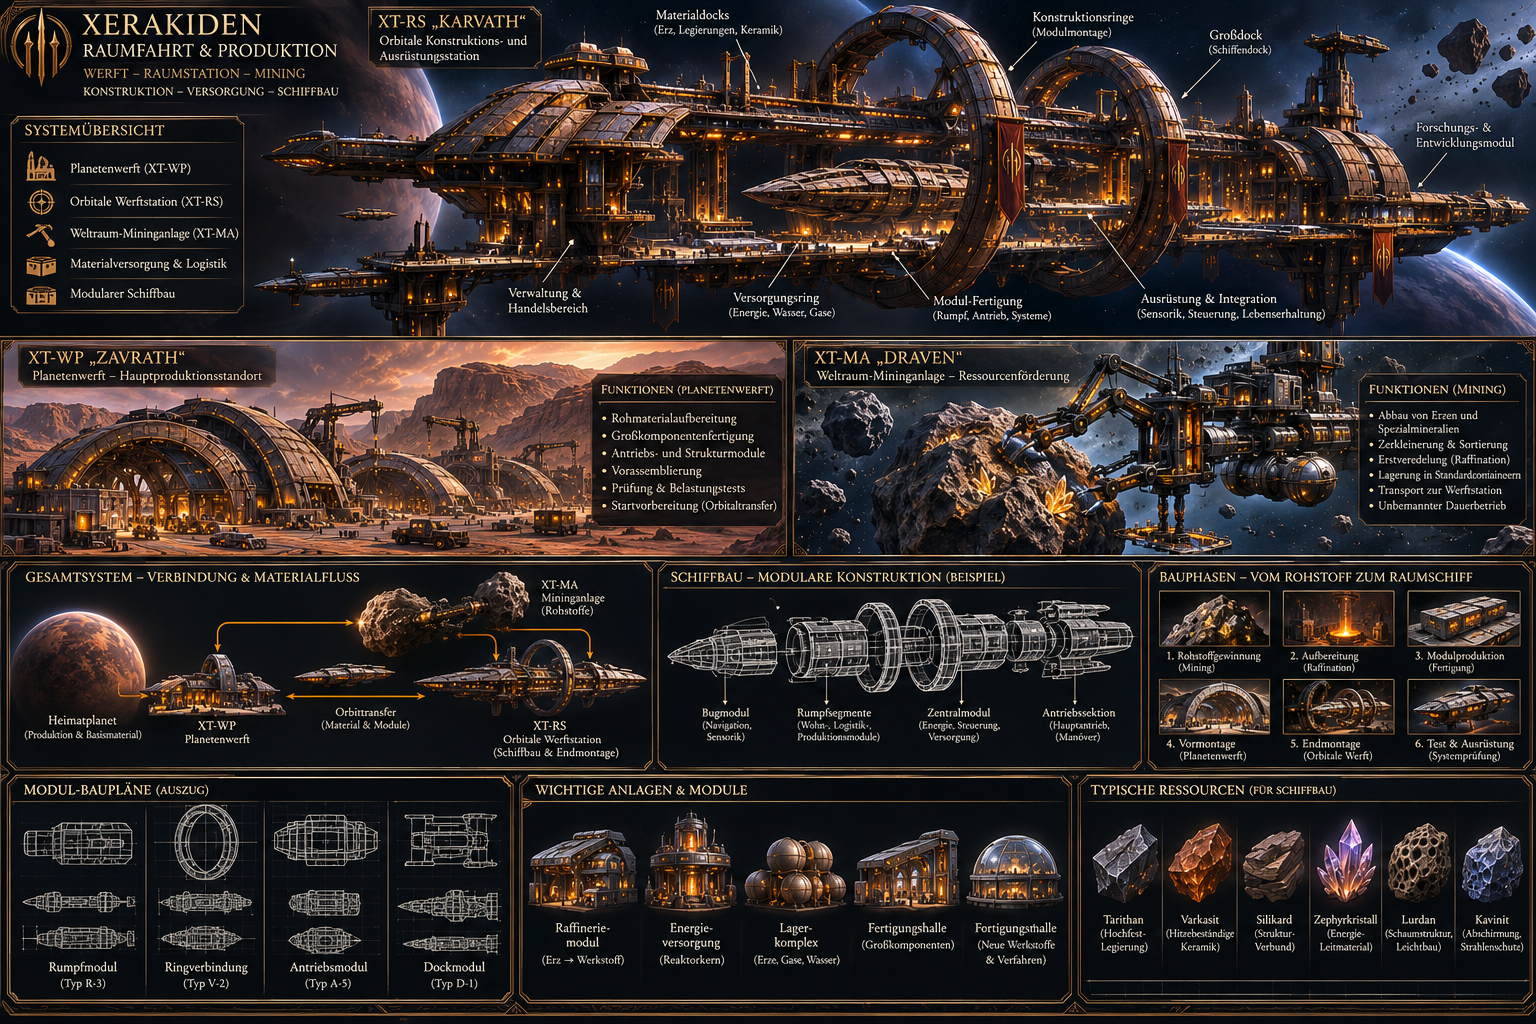 XERAKIDEN
RAUMFAHRT & PRODUKTION
WERFT – RAUMSTATION – MINING
KONSTRUKTION – VERSORGUNG – SCHIFFBAU
SYSTEMÜBERSICHT
Planetenwerft (XT-WP)
Orbitale Werftstation (XT-RS)
Weltraum-Mininganlage (XT-MA)
Materialversorgung & Logistik
Modularer Schiffbau
XT-RS „KARVATH“
Orbitale Konstruktions- und
Ausrüstungsstation
Materialdocks
(Erz, Legierungen, Keramik)
Konstruktionsringe
(Modulmontage)
Großdock
(Schiffendock)
Forschungs- &
Entwicklungsmodul
Verwaltung &
Handelsbereich
Versorgungsring
(Energie, Wasser, Gase)
Modul-Fertigung
(Rumpf, Antrieb, Systeme)
Ausrüstung & Integration
(Sensorik, Steuerung, Lebenserhaltung)
XT-WP „ZAVRATH“
Planetenwerft – Hauptproduktionsstandort
FUNKTIONEN (PLANETENWERFT)
• Rohmaterialaufbereitung
• Großkomponentenfertigung
• Antriebs- und Strukturmodule
• Vorassemblierung
• Prüfung & Belastungstests
• Startvorbereitung (Orbitaltransfer)
XT-MA „DRAVEN“
Weltraum-Mininganlage – Ressourcenförderung
FUNKTIONEN (MINING)
• Abbau von Erzen und
Spezialmineralien
• Zerkleinerung & Sortierung
• Erstveredelung (Raffination)
• Lagerung in Standardcontainern
• Transport zur Werftstation
• Unbemannter Dauerbetrieb
GESAMTSYSTEM – VERBINDUNG & MATERIALFLUSS
XT-MA
Mininganlage
(Rohstoffe)
Heimatplanet
(Produktion & Basismaterial)
XT-WP
Planetenwerft
Orbittransfer
(Material & Module)
XT-RS
Orbitale Werftstation
(Schiffbau & Endmontage)
SCHIFFBAU – MODULARE KONSTRUKTION (BEISPIEL)
Bugmodul
(Navigation,
Sensorik)
Rumpfsegmente
(Wohn-, Logistik-,
Produktionsmodule)
Zentralmodul
(Energie, Steuerung,
Versorgung)
Antriebssektion
(Hauptantrieb,
Manöver)
BAUPHASEN – VOM ROHSTOFF ZUM RAUMSCHIFF
1. Rohstoffgewinnung
(Mining)
2. Aufbereitung
(Raffination)
3. Modulproduktion
(Fertigung)
4. Vormontage
(Planetenwerft)
5. Endmontage
(Orbitale Werft)
6. Test & Ausrüstung
(Systemprüfung)
MODUL-BAUPLÄNE (AUSZUG)
Rumpfmodul
(Typ R-3)
Ringverbindung
(Typ V-2)
Antriebsmodul
(Typ A-5)
Dockmodul
(Typ D-1)
WICHTIGE ANLAGEN & MODULE
Raffinerie-
modul
(Erz → Werkstoff)
Energie-
versorgung
(Reaktorkern)
Lager-
komplex
(Erze, Gase, Wasser)
Fertigungshalle
(Großkomponenten)
Fortigungshalle
(Neue Werkstoffe
& Verfahren)
TYPISCHE RESSOURCEN (FÜR SCHIFFBAU)
Tarithan
(Hochfest-
Legierung)
Varkasit
(Hitzebeständige
Keramik)
Silikard
(Struktur-
Verbund)
Zephyrkristall
(Energie-
Leitmaterial)
Lurdan
(Schaumstruktur,
Leichtbau)
Kavinit
(Abschirmung,
Strahlenschutz)